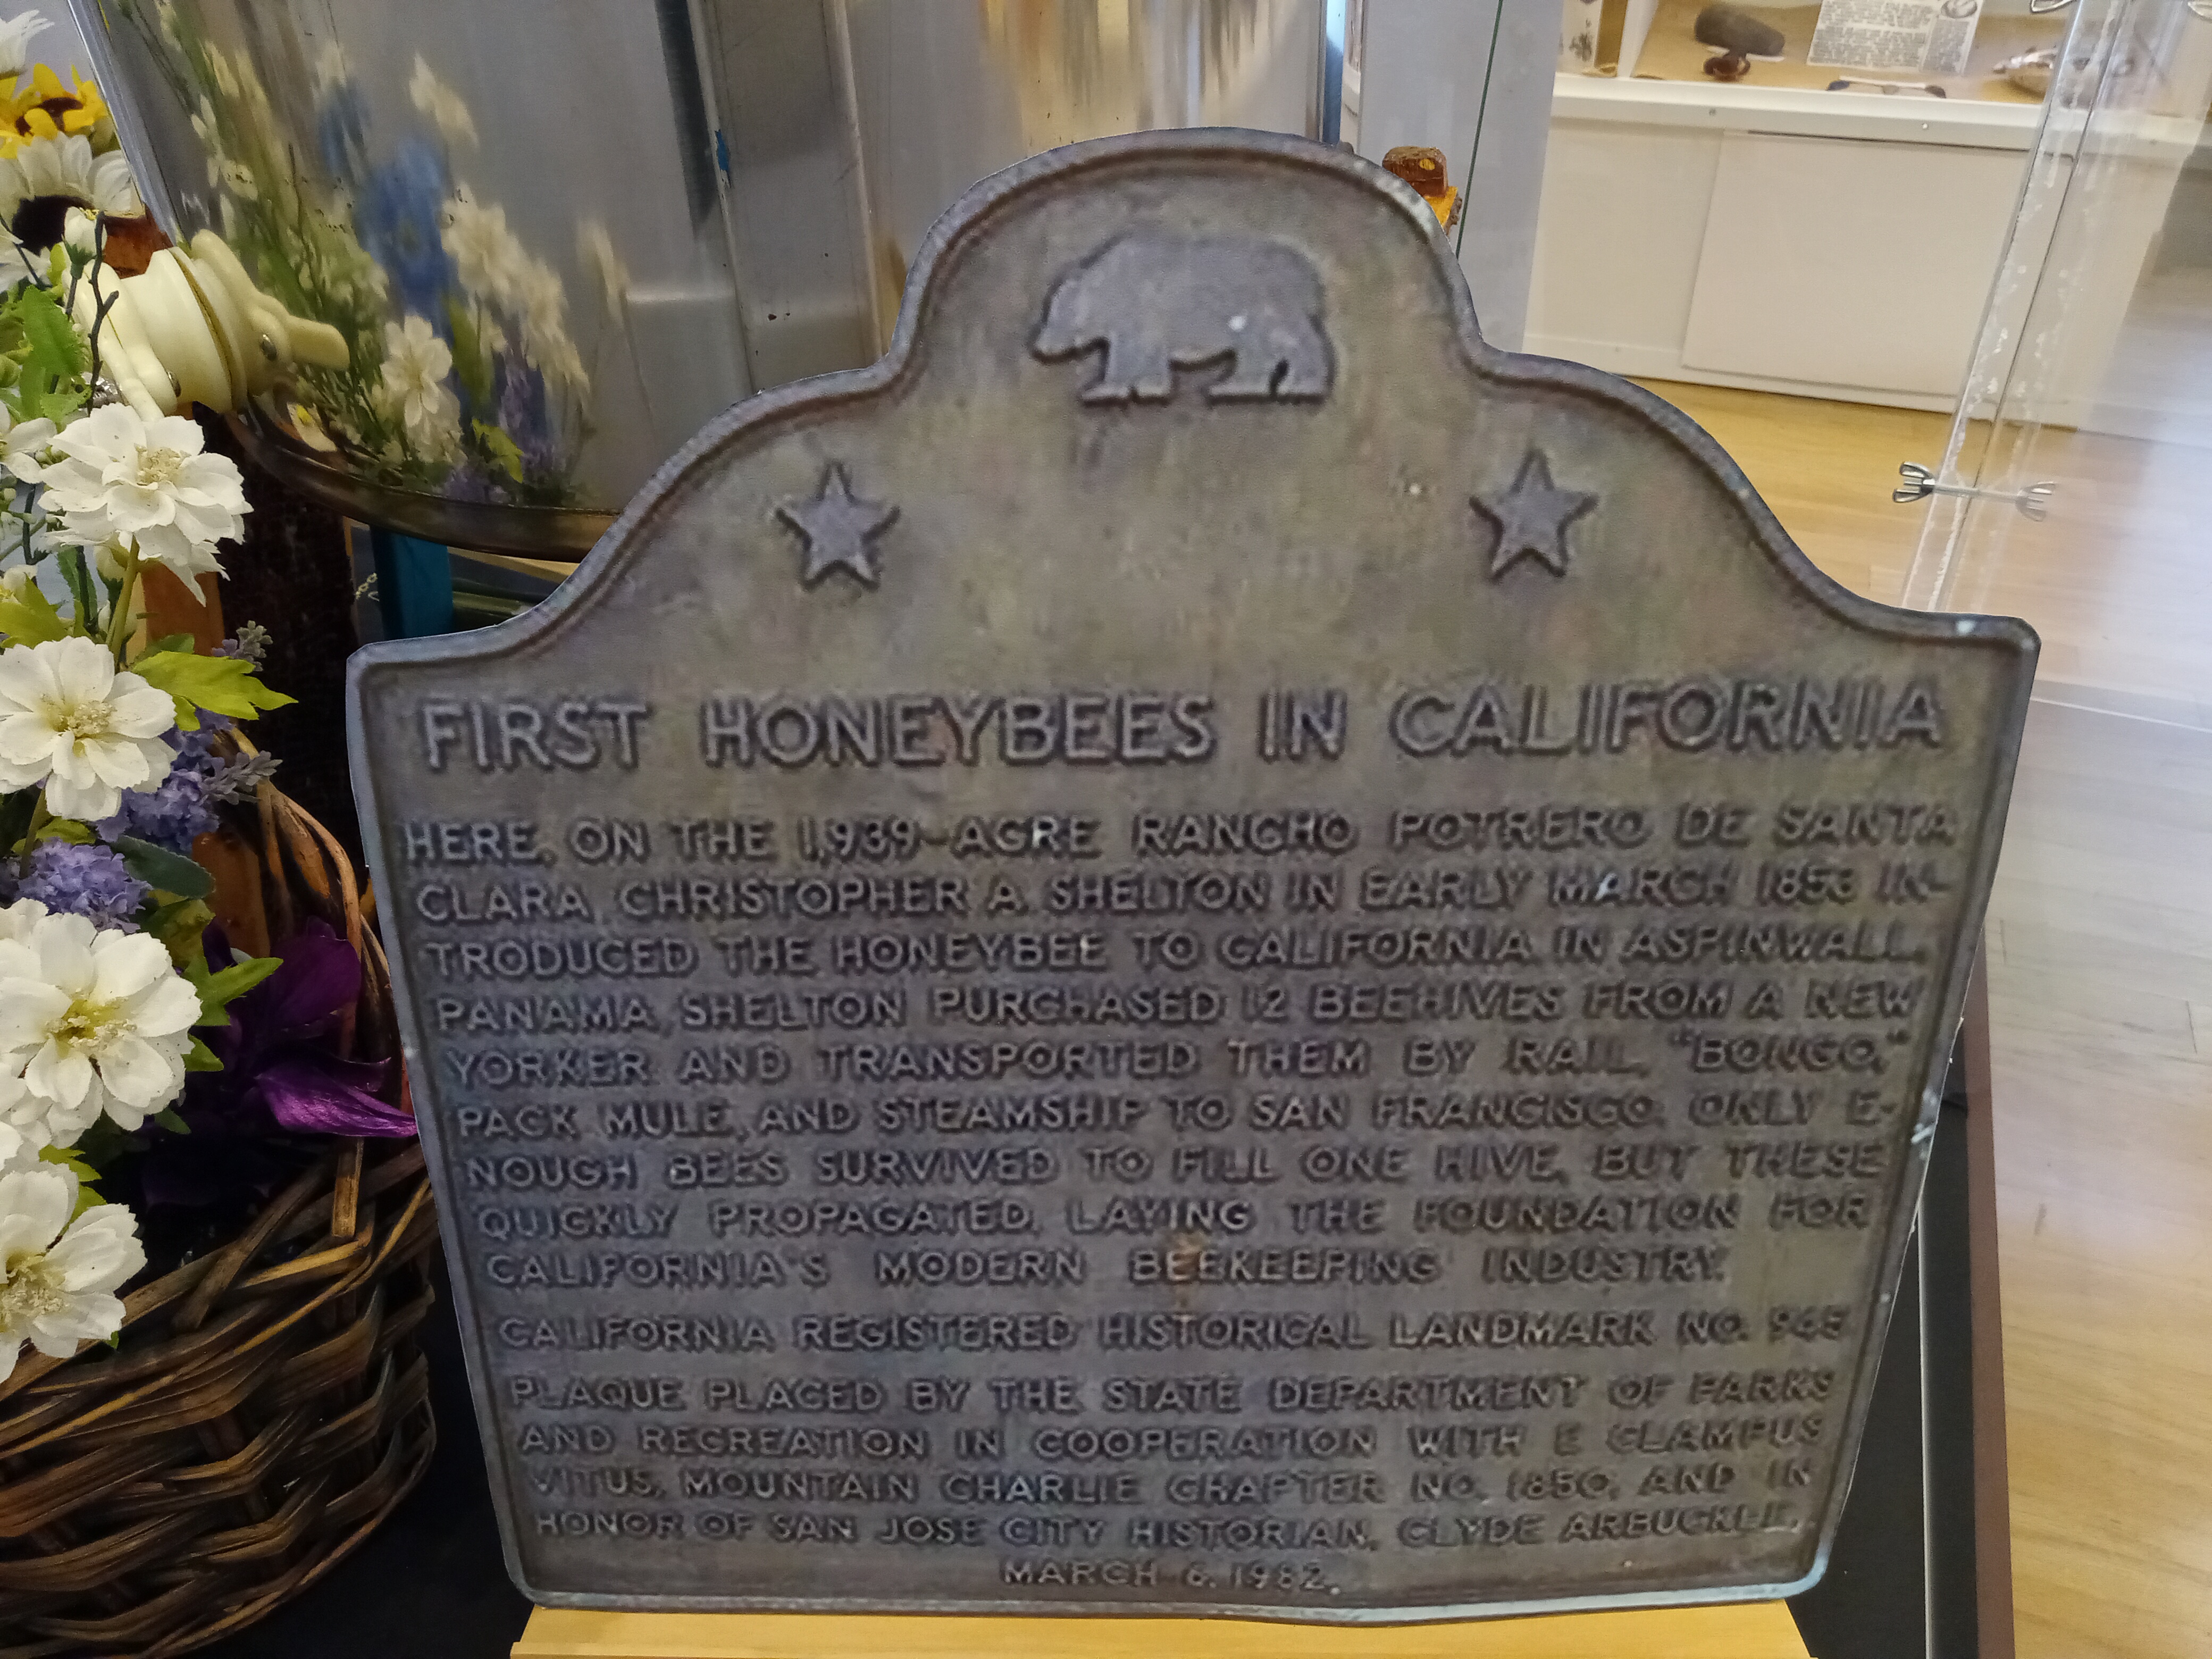 FIRST HONEYBEES IN CALIFORNIA
HERE, ON THE 1,939-ACRE RANCHO POTRERO DE SANTA
CLARA, CHRISTOPHER A. SHELTON IN EARLY MARCH 1853 IN-
TRODUCED THE HONEYBEE TO CALIFORNIA. IN ASPINWALL,
PANAMA, SHELTON PURCHASED 12 BEEHIVES FROM A NEW
YORKER AND TRANSPORTED THEM BY RAIL, "BONGO,"
PACK MULE, AND STEAMSHIP TO SAN FRANCISCO. ONLY E-
NOUGH BEES SURVIVED TO FILL ONE HIVE, BUT THESE
QUICKLY PROPAGATED, LAYING THE FOUNDATION FOR
CALIFORNIA'S MODERN BEEKEEPING INDUSTRY.
CALIFORNIA REGISTERED HISTORICAL LANDMARK NO. 945
PLAQUE PLACED BY THE STATE DEPARTMENT OF PARKS
AND RECREATION IN COOPERATION WITH E CLAMPUS
VITUS, MOUNTAIN CHARLIE CHAPTER NO. 1850, AND IN
HONOR OF SAN JOSE CITY HISTORIAN, CLYDE ARBUCKLE.
MARCH 6, 1982.